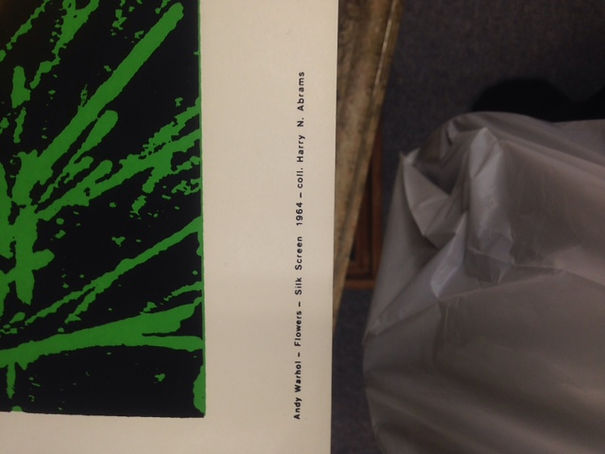 Andy Warhol – Flowers – Silk Screen 1964 – coll. Harry N. Abrams